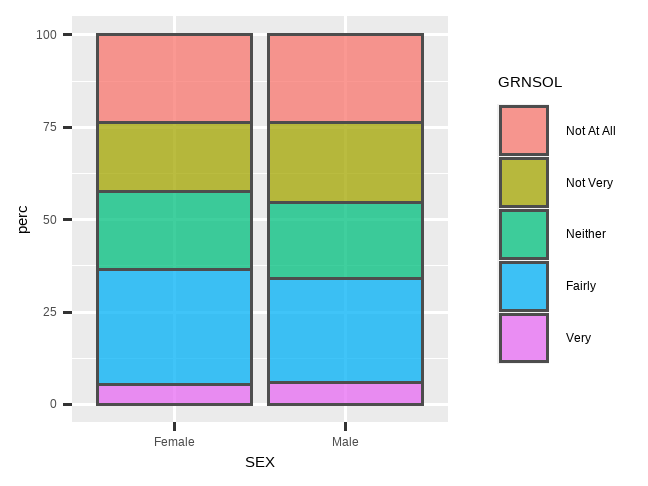 100
75
50
25
0
perc
Female
Male
SEX
GRNSOL
Not At All
Not Very
Neither
Fairly
Very